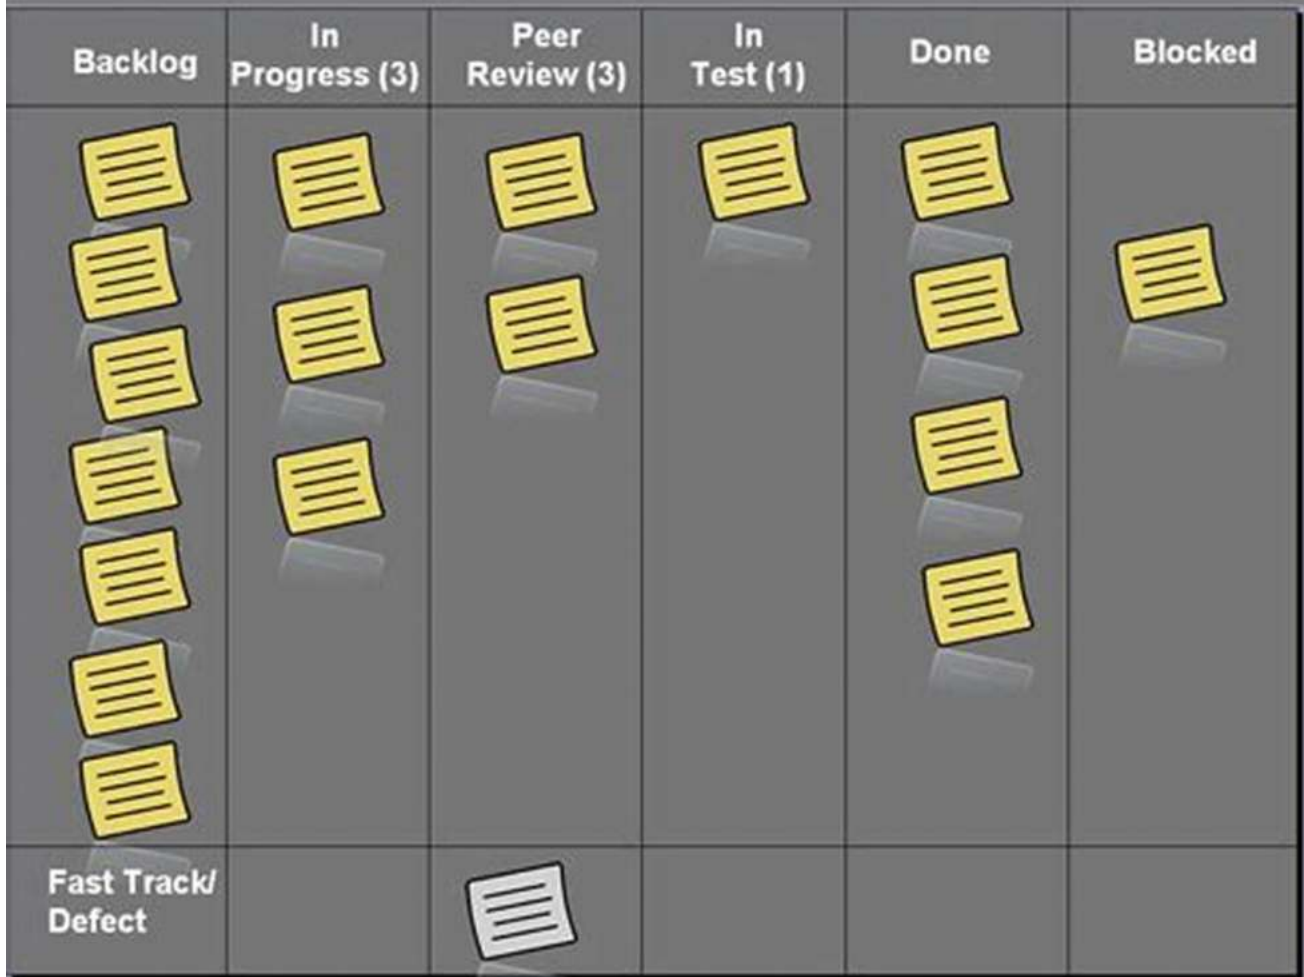 Backlog
In
Progress (3)
Peer
Review (3)
In
Test (1)
Done
Blocked
Fast Track/
Defect